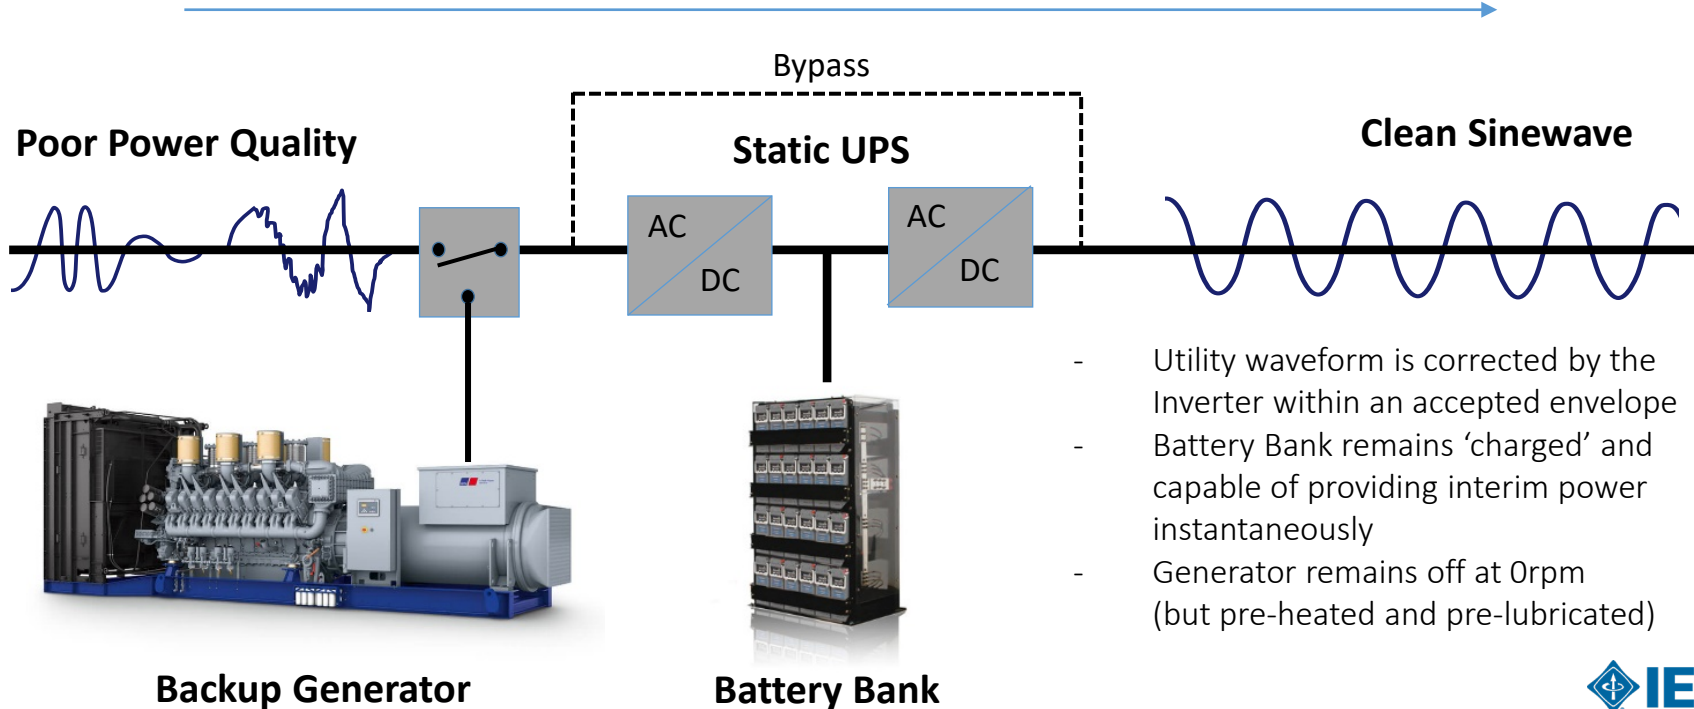 Bypass
Poor Power Quality
Static UPS
Clean Sinewave
AC
DC
AC
DC
- Utility waveform is corrected by the
Inverter within an accepted envelope
- Battery Bank remains ‘charged’ and
capable of providing interim power
instantaneously
- Generator remains off at 0rpm
(but pre-heated and pre-lubricated)
Backup Generator
Battery Bank
IE